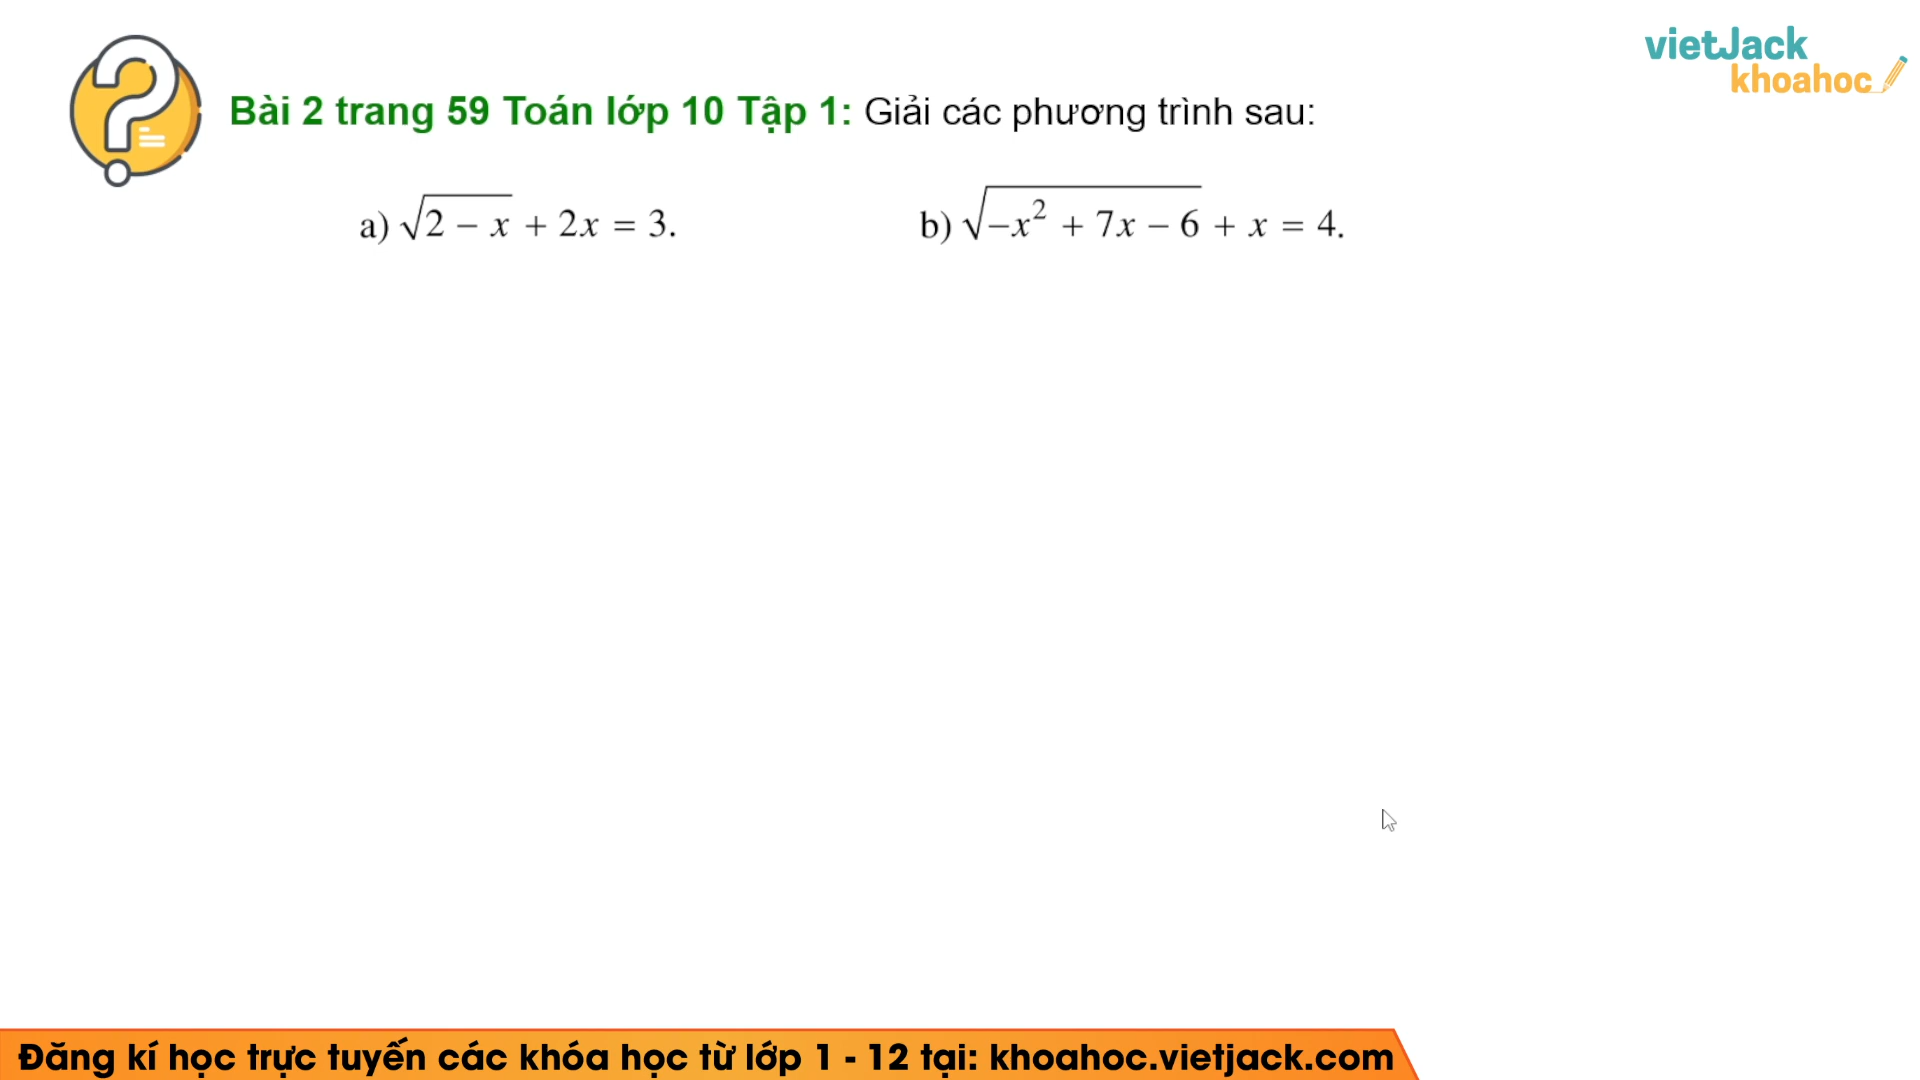 vietJack
khoahoc
Bài 2 trang 59 Toán lớp 10 Tập 1: Giải các phương trình sau:
a) √(2 − x) + 2x = 3. b) √(−x² + 7x − 6) + x = 4.
Đăng kí học trực tuyến các khóa học từ lớp 1 - 12 tại: khoahoc.vietjack.com